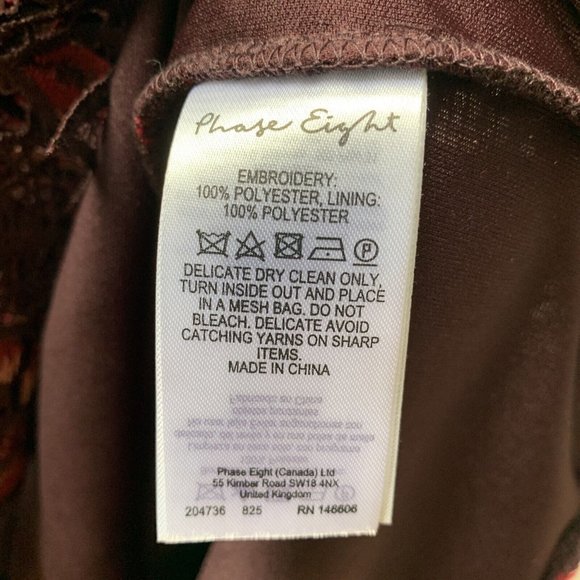 Phase Eight
EMBROIDERY:
100% POLYESTER, LINING:
100% POLYESTER
P
DELICATE DRY CLEAN ONLY,
TURN INSIDE OUT AND PLACE
IN A MESH BAG. DO NOT
BLEACH. DELICATE AVOID
CATCHING YARNS ON SHARP
ITEMS.
MADE IN CHINA
Phase Eight (Canada) Ltd
55 Kimber Road SW18 4NX
United Kingdom
204736 825 RN 146606